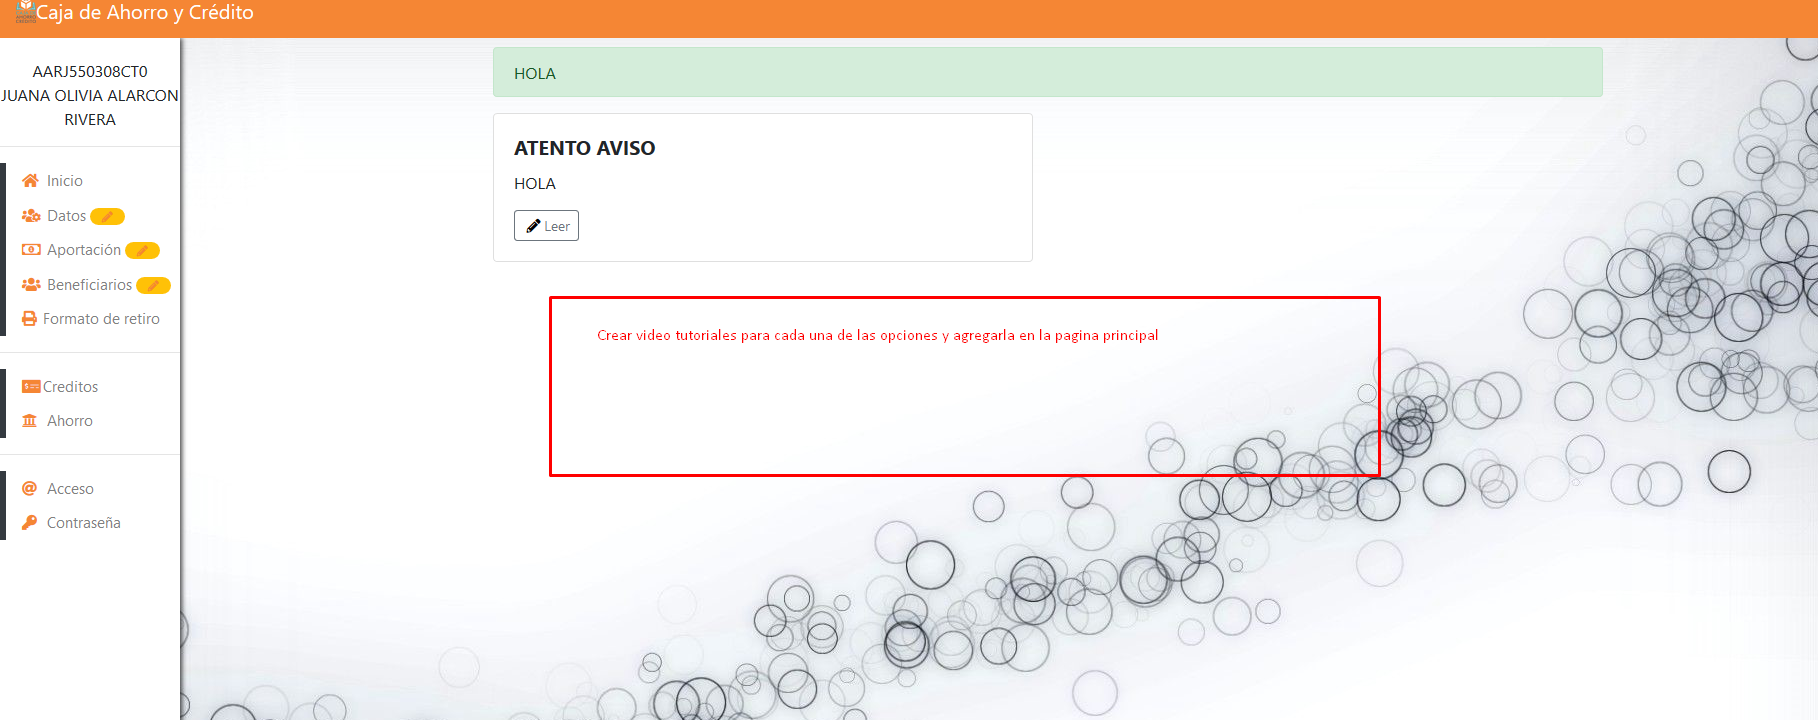 Caja de Ahorro y Crédito
AARJ550308CT0
JUANA OLIVIA ALARCON
RIVERA
Inicio
Datos
Aportación
Beneficiarios
Formato de retiro
Creditos
Ahorro
Acceso
Contraseña
HOLA
ATENTO AVISO
HOLA
Leer
Crear video tutoriales para cada una de las opciones y agregarla en la pagina principal